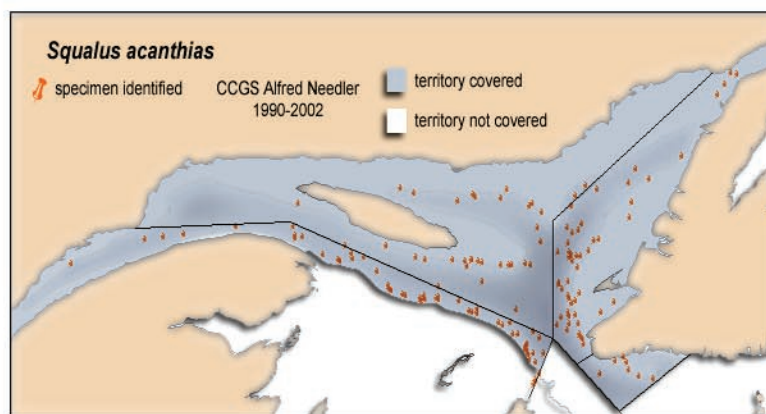 Squalus acanthias
specimen identified
CCGS Alfred Needler
1990-2002
territory covered
territory not covered